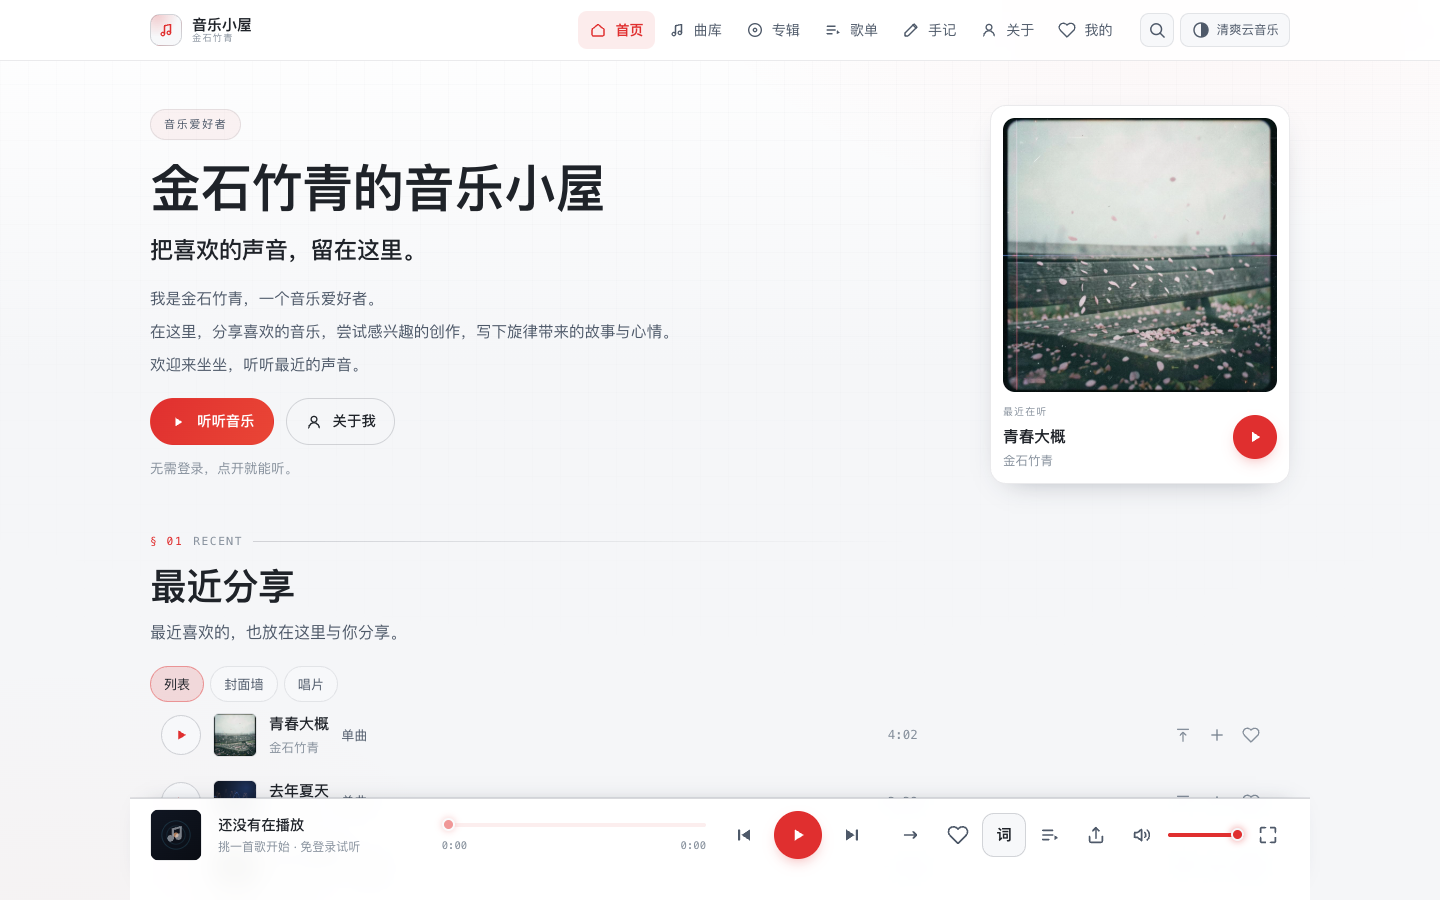 音乐小屋
金石竹青
首页
曲库
专辑
歌单
手记
关于
我的
清爽云音乐
音乐爱好者
金石竹青的音乐小屋
把喜欢的声音，留在这里。
我是金石竹青，一个音乐爱好者。
在这里，分享喜欢的音乐，尝试感兴趣的创作，写下旋律带来的故事与心情。
欢迎来坐坐，听听最近的声音。
听听音乐
关于我
无需登录，点开就能听。
最近在听
青春大概
金石竹青
§ 01 RECENT
最近分享
最近喜欢的，也放在这里与你分享。
列表
封面墙
唱片
青春大概
金石竹青
单曲
4:02
去年夏天
还没有在播放
挑一首歌开始 · 免登录试听
0:00
0:00
词